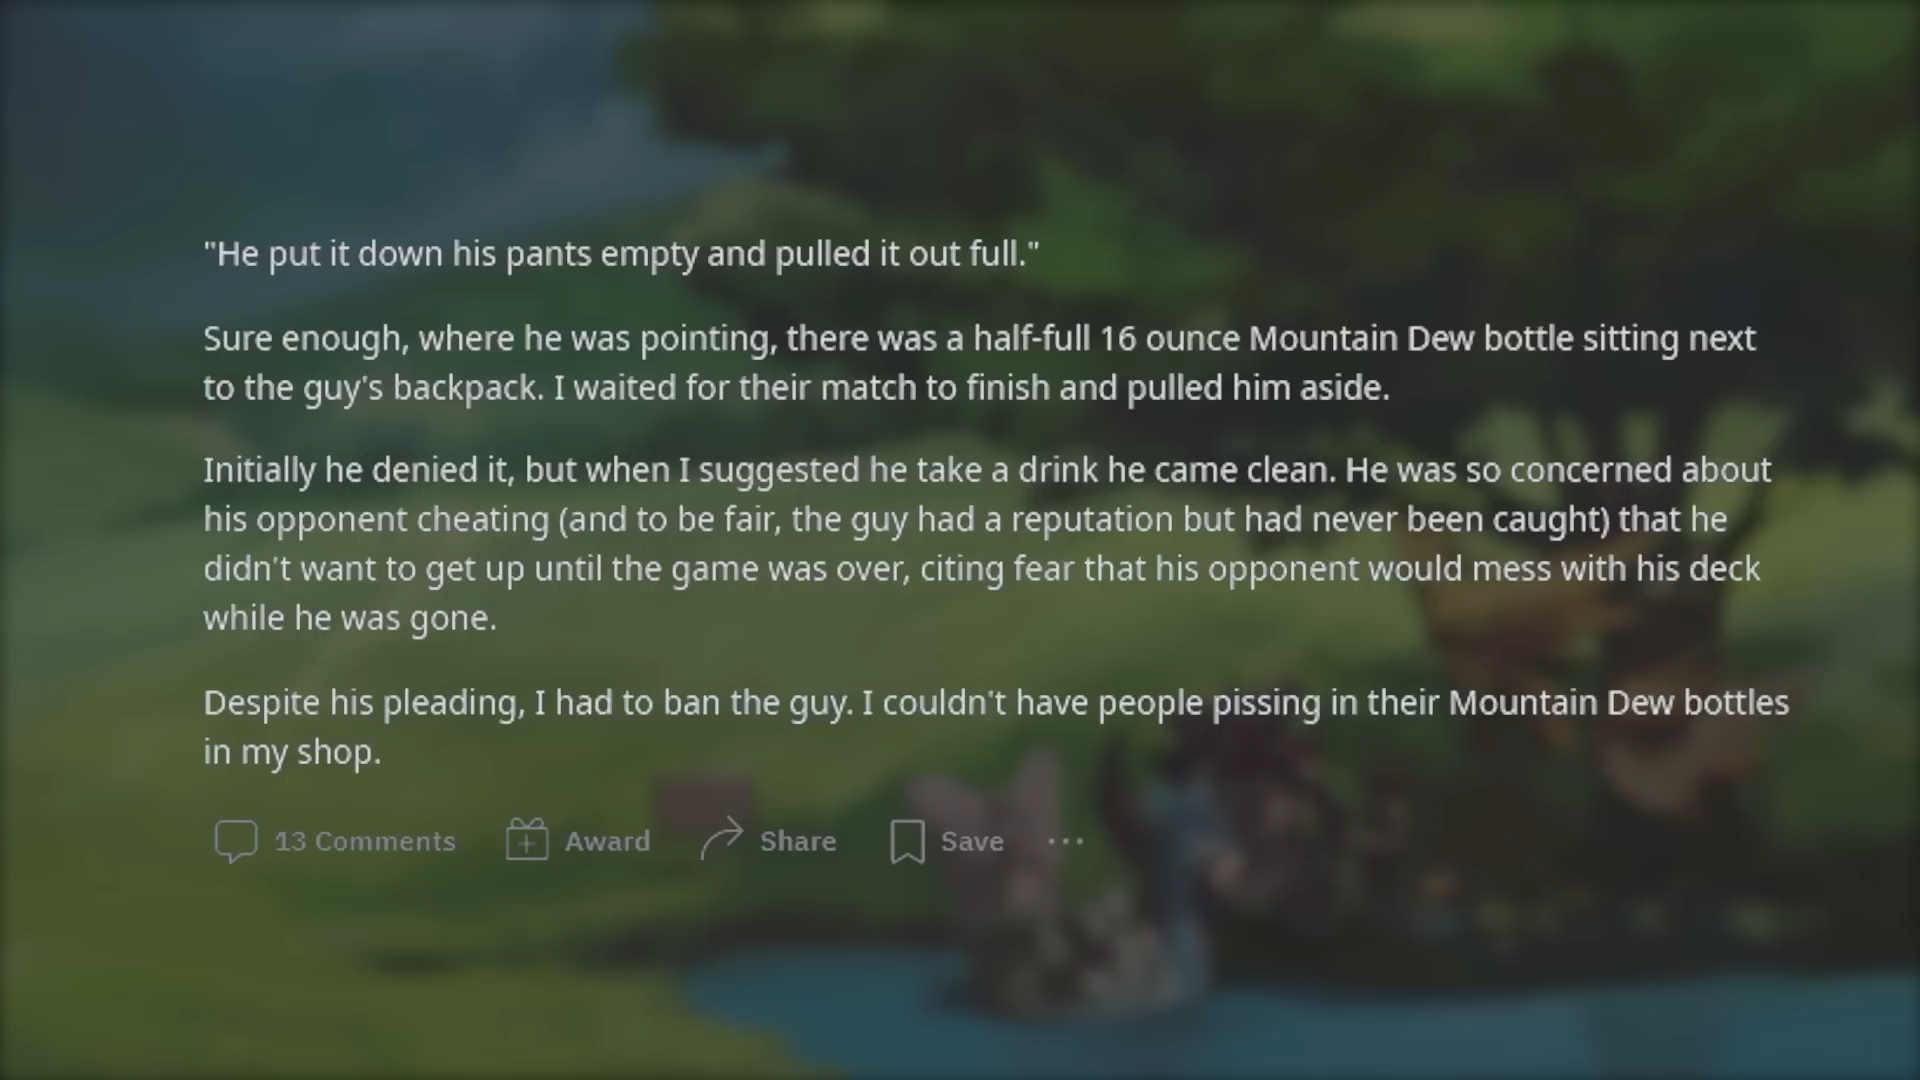 "He put it down his pants empty and pulled it out full."
Sure enough, where he was pointing, there was a half-full 16 ounce Mountain Dew bottle sitting next
to the guy's backpack. I waited for their match to finish and pulled him aside.
Initially he denied it, but when I suggested he take a drink he came clean. He was so concerned about
his opponent cheating (and to be fair, the guy had a reputation but had never been caught) that he
didn't want to get up until the game was over, citing fear that his opponent would mess with his deck
while he was gone.
Despite his pleading, I had to ban the guy. I couldn't have people pissing in their Mountain Dew bottles
in my shop.
13 Comments Award Share Save ...